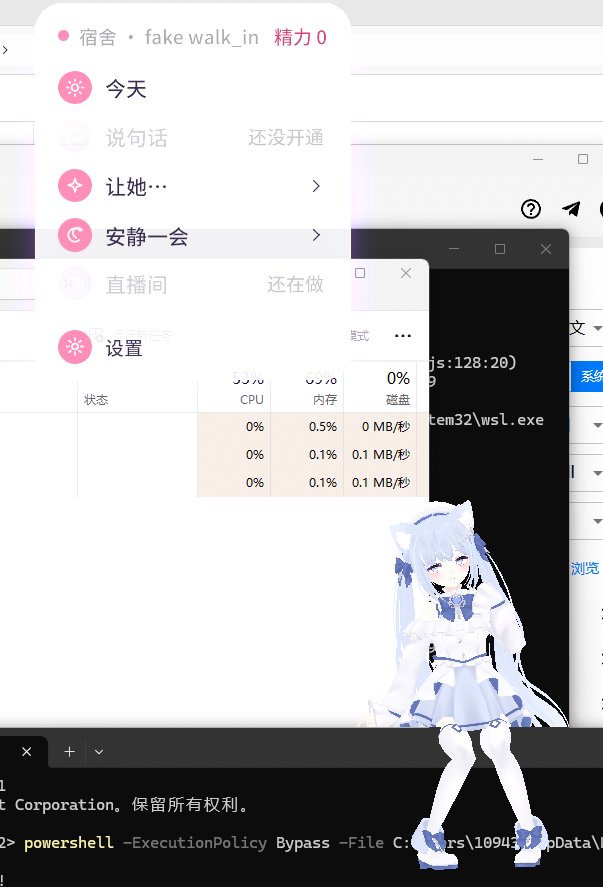 宿舍 · fake walk_in 精力 0
今天
说句话 还没开通
让她…
安静一会
直播间 还在做
设置
模式
53% 69% 0%
状态 CPU 内存 磁盘
0% 0.5% 0 MB/秒
0% 0.1% 0.1 MB/秒
0% 0.1% 0.1 MB/秒
js:128:20)
9
tem32\wsl.exe
文
系统
浏览
t Corporation。保留所有权利。
2> powershell -ExecutionPolicy Bypass -File C: